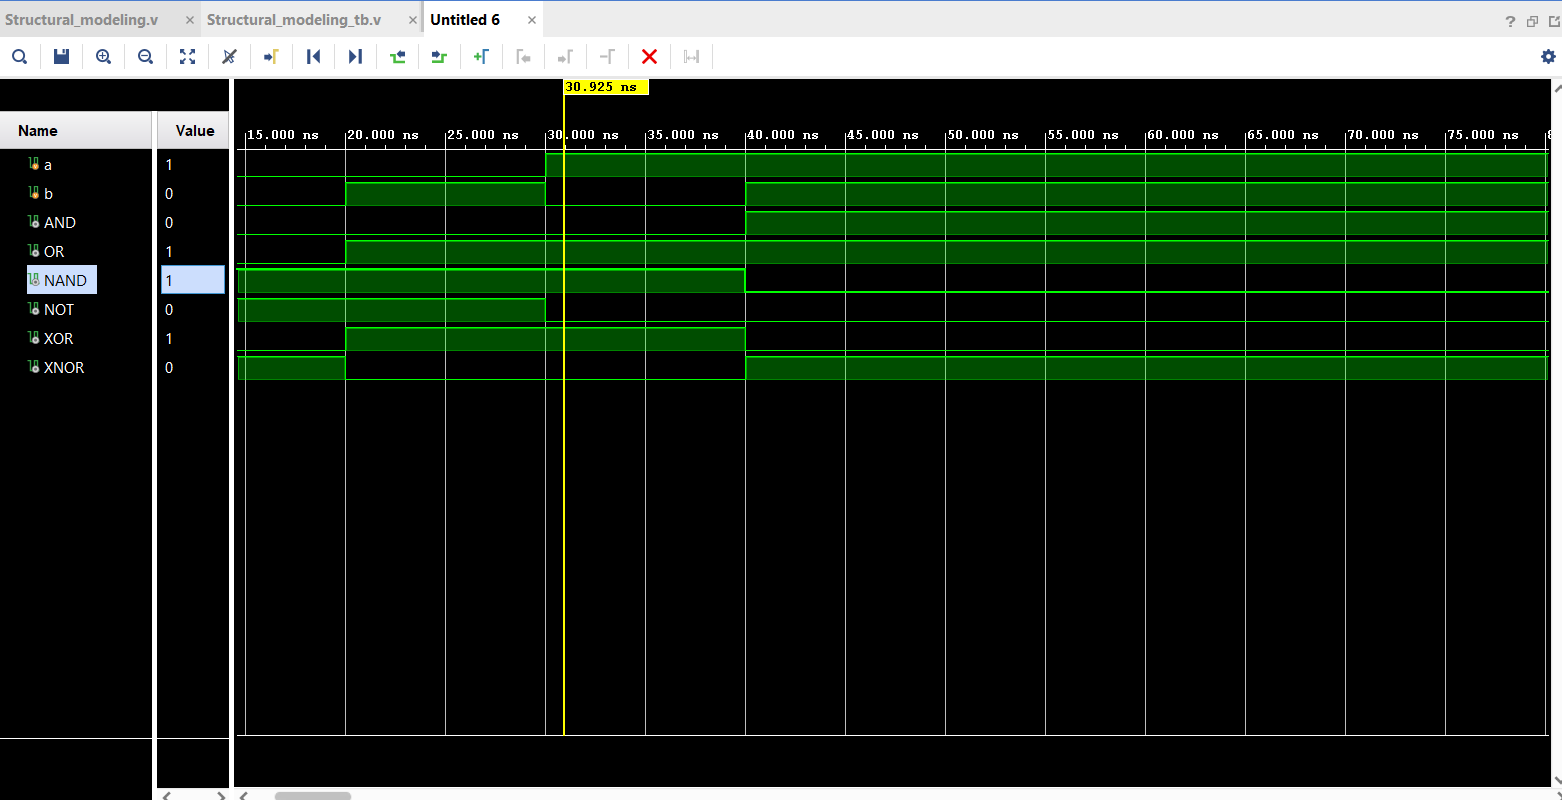 Structural_modeling.v × Structural_modeling_tb.v × Untitled 6 ×
?
30.925 ns
Name Value
15.000 ns 20.000 ns 25.000 ns 30.000 ns 35.000 ns 40.000 ns 45.000 ns 50.000 ns 55.000 ns 60.000 ns 65.000 ns 70.000 ns 75.000 ns
a 1
b 0
AND 0
OR 1
NAND 1
NOT 0
XOR 1
XNOR 0